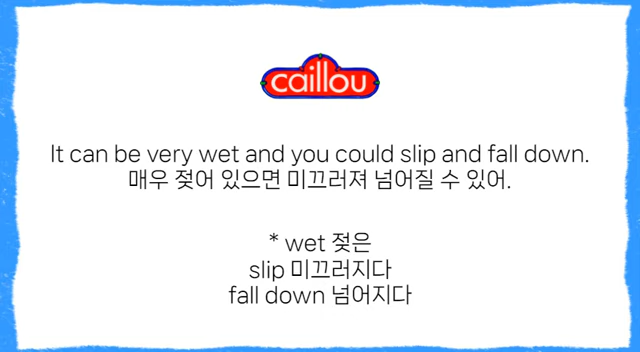 caillou
It can be very wet and you could slip and fall down.
매우 젖어 있으면 미끄러져 넘어질 수 있어.
* wet 젖은
slip 미끄러지다
fall down 넘어지다